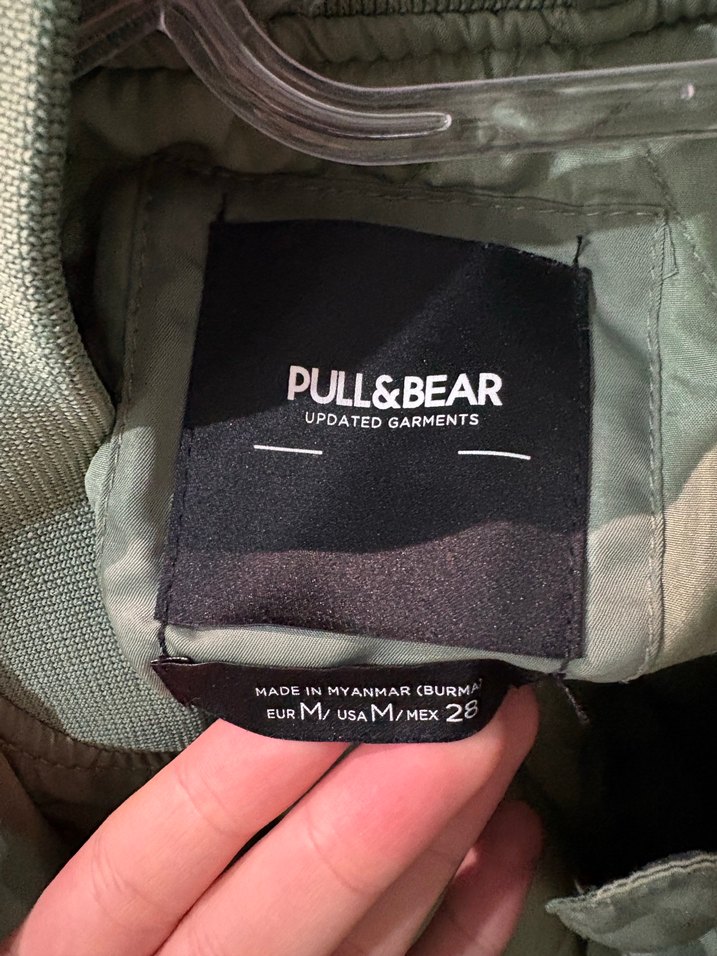 PULL&BEAR
UPDATED GARMENTS
MADE IN MYANMAR (BURMA)
EUR M/ USA M/ MEX 28